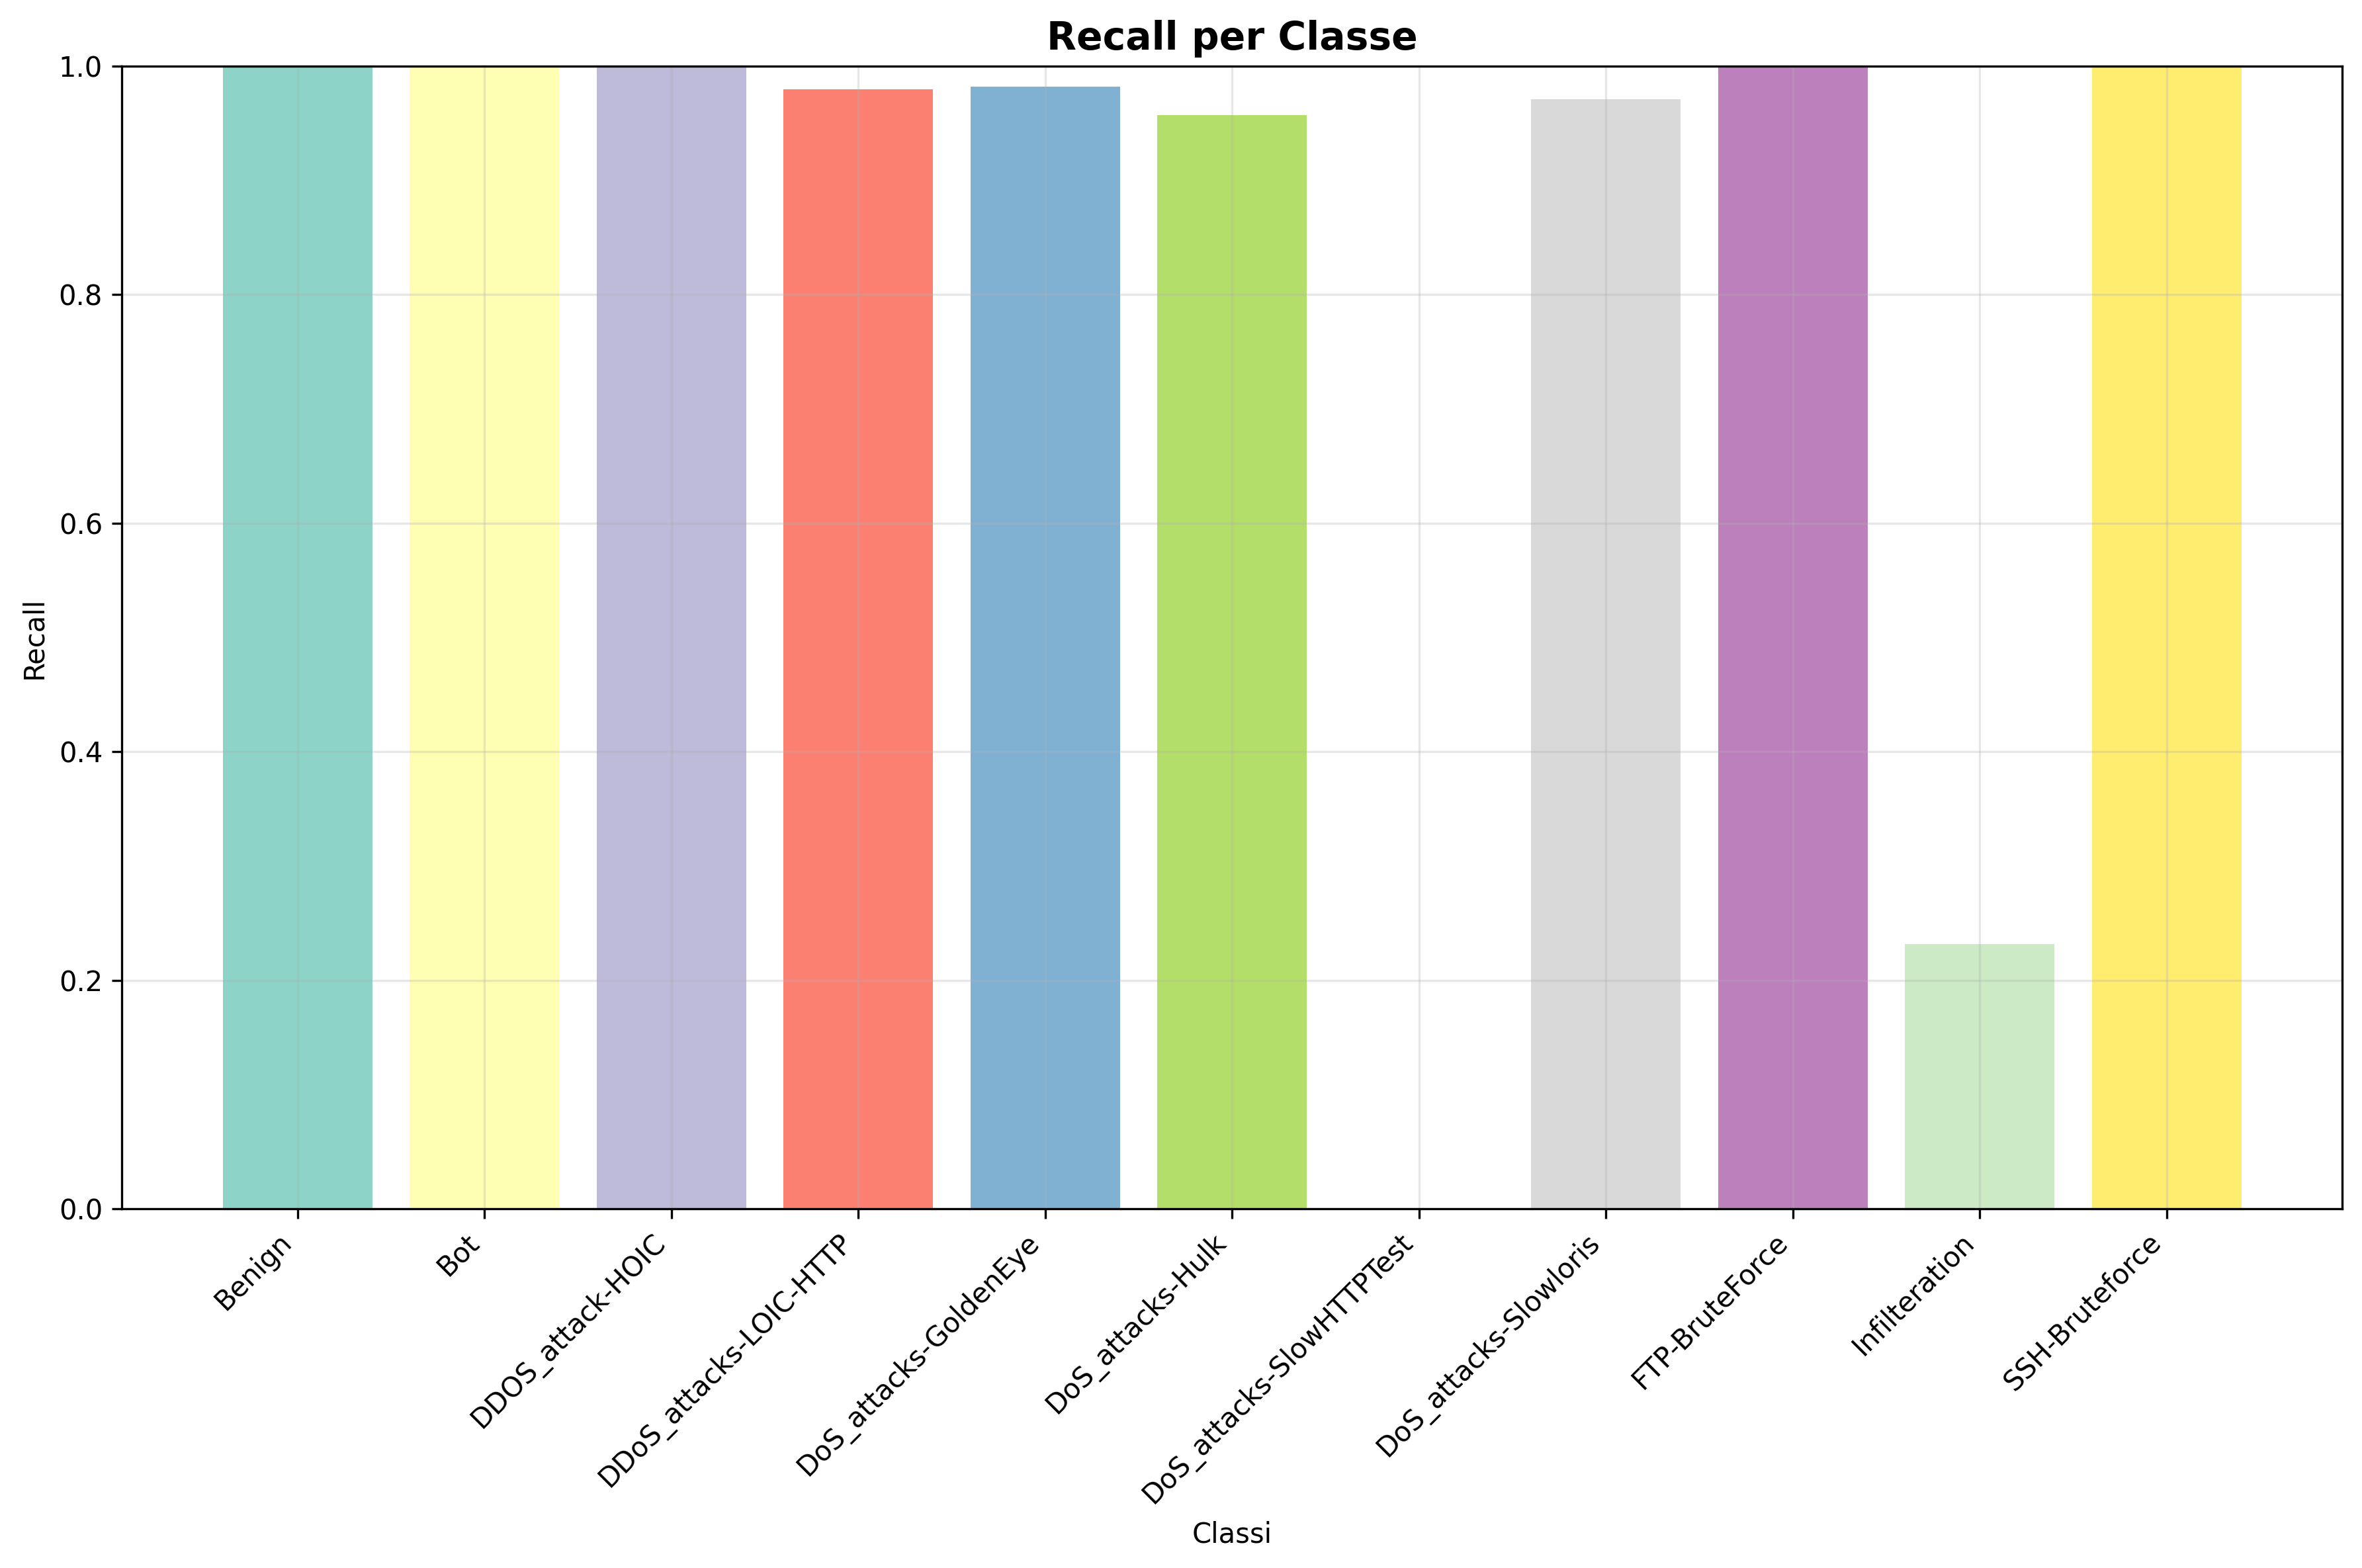 Recall per Classe
1.0
0.8
0.6
0.4
0.2
0.0
Recall
Benign
Bot
DDOS_attack-HOIC
DDoS_attacks-LOIC-HTTP
DoS_attacks-GoldenEye
DoS_attacks-Hulk
DoS_attacks-SlowHTTPTest
DoS_attacks-Slowloris
FTP-BruteForce
Infilteration
SSH-Bruteforce
Classi